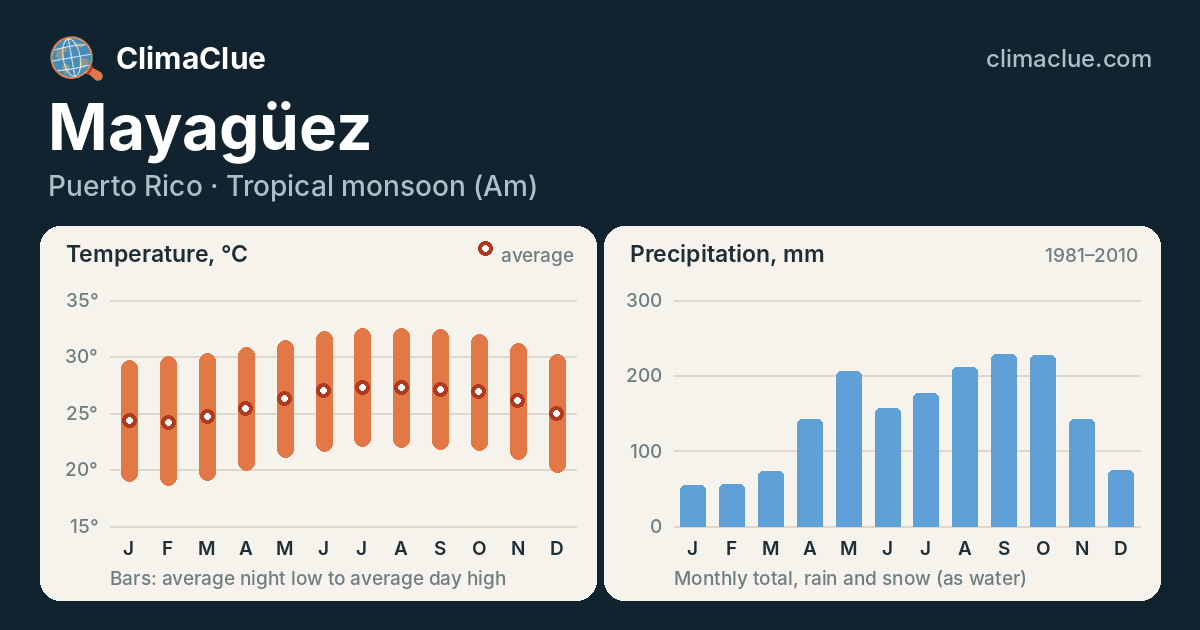 ClimaClue
climaclue.com
Mayagüez
Puerto Rico · Tropical monsoon (Am)
Temperature, °C
average
35°
30°
25°
20°
15°
J F M A M J J A S O N D
Bars: average night low to average day high
Precipitation, mm
1981–2010
300
200
100
0
J F M A M J J A S O N D
Monthly total, rain and snow (as water)